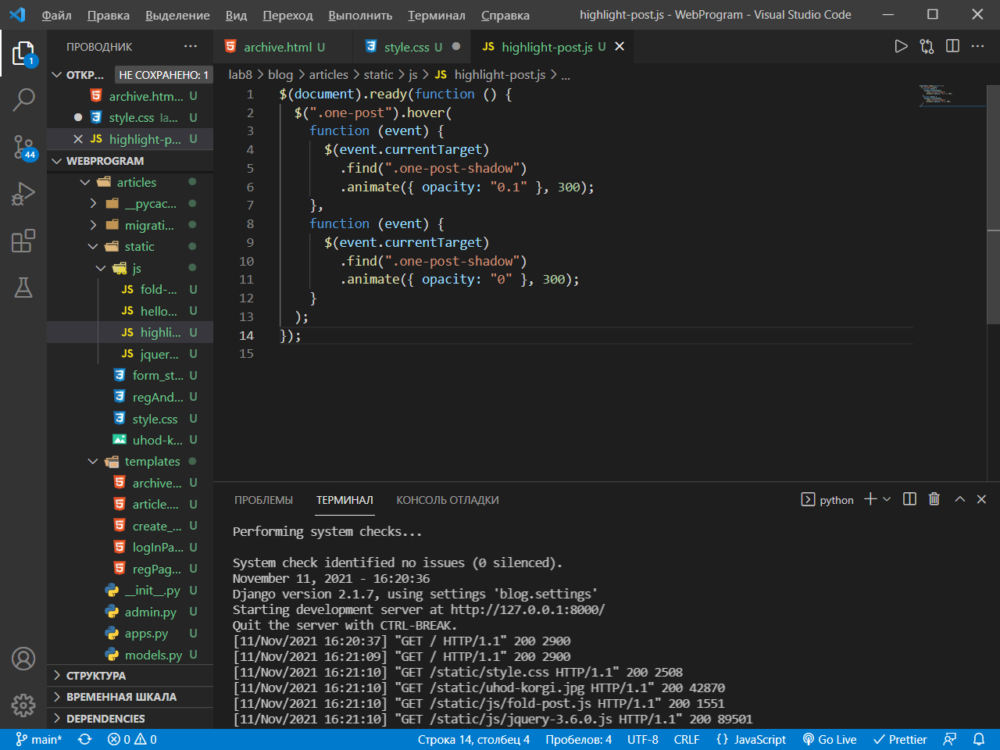 Файл Правка Выделение Вид Переход Выполнить Терминал Справка highlight-post.js - WebProgram - Visual Studio Code
ПРОВОДНИК
ОТКР... НЕ СОХРАНЕНО: 1
archive.htm... U
style.css la... U
JS highlight-p... U
WEBPROGRAM
articles
__pycac...
migrati...
static
js
JS fold-... U
JS hello... U
JS highli... U
JS jquer... U
form_st... U
regAnd... U
style.css U
uhod-k... U
templates
archive... U
article.... U
create_... U
logInPa... U
regPag... U
__init__.py U
admin.py U
apps.py U
models.py U
СТРУКТУРА
ВРЕМЕННАЯ ШКАЛА
DEPENDENCIES
1
44
archive.html U style.css U JS highlight-post.js U
lab8 > blog > articles > static > js > JS highlight-post.js > ...
1 $(document).ready(function () {
2 $(".one-post").hover(
3 function (event) {
4 $(event.currentTarget)
5 .find(".one-post-shadow")
6 .animate({ opacity: "0.1" }, 300);
7 },
8 function (event) {
9 $(event.currentTarget)
10 .find(".one-post-shadow")
11 .animate({ opacity: "0" }, 300);
12 }
13 );
14 });
15
ПРОБЛЕМЫ ТЕРМИНАЛ КОНСОЛЬ ОТЛАДКИ python
Performing system checks...
System check identified no issues (0 silenced).
November 11, 2021 - 16:20:36
Django version 2.1.7, using settings 'blog.settings'
Starting development server at http://127.0.0.1:8000/
Quit the server with CTRL-BREAK.
[11/Nov/2021 16:20:37] "GET / HTTP/1.1" 200 2900
[11/Nov/2021 16:21:09] "GET / HTTP/1.1" 200 2900
[11/Nov/2021 16:21:10] "GET /static/style.css HTTP/1.1" 200 2508
[11/Nov/2021 16:21:10] "GET /static/uhod-korgi.jpg HTTP/1.1" 200 42870
[11/Nov/2021 16:21:10] "GET /static/js/fold-post.js HTTP/1.1" 200 1551
[11/Nov/2021 16:21:10] "GET /static/js/jquery-3.6.0.js HTTP/1.1" 200 89501
main* 0 0 Строка 14, столбец 4 Пробелов: 4 UTF-8 CRLF {} JavaScript Go Live Prettier